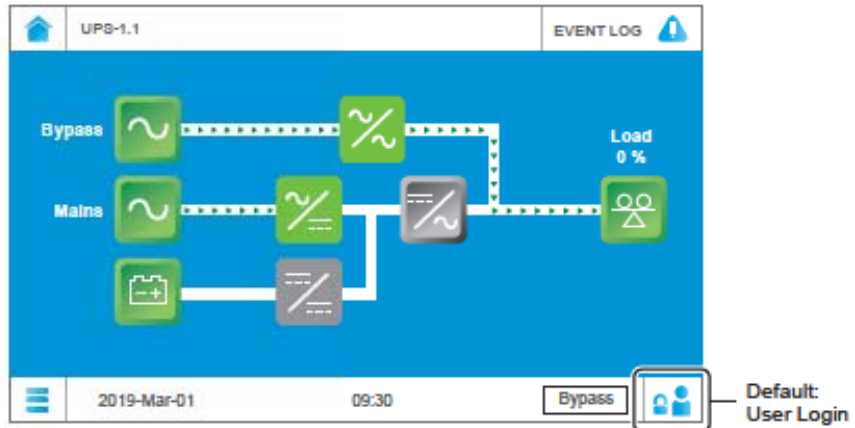 UPS-1.1
EVENT LOG
Bypass
Load
0 %
Mains
2019-Mar-01
09:30
Bypass
Default:
User Login